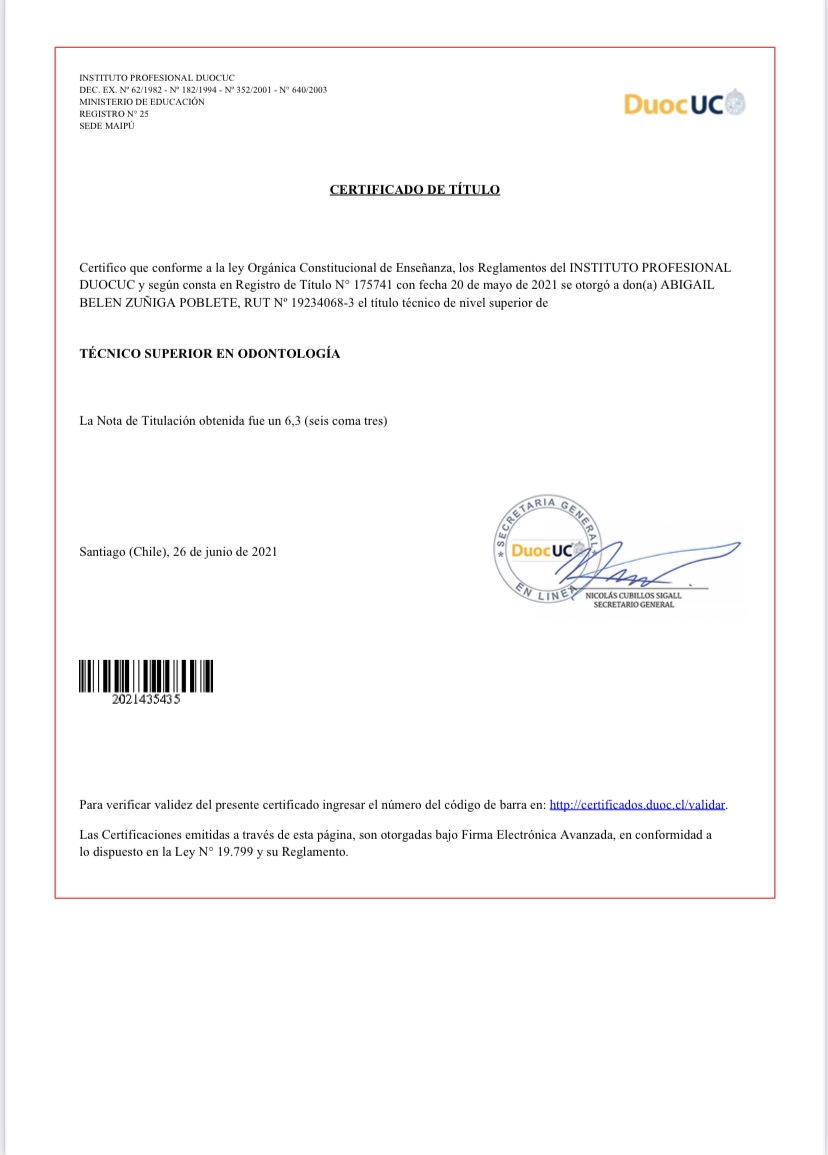 INSTITUTO PROFESIONAL DUOCUC
DEC. EX. Nº 62/1982 - Nº 182/1994 - Nº 352/2001 - N° 640/2003
MINISTERIO DE EDUCACIÓN
REGISTRO N° 25
SEDE MAIPÚ
DuocUC
CERTIFICADO DE TÍTULO
Certifico que conforme a la ley Orgánica Constitucional de Enseñanza, los Reglamentos del INSTITUTO PROFESIONAL
DUOCUC y según consta en Registro de Título N° 175741 con fecha 20 de mayo de 2021 se otorgó a don(a) ABIGAIL
BELEN ZUÑIGA POBLETE, RUT Nº 19234068-3 el título técnico de nivel superior de
TÉCNICO SUPERIOR EN ODONTOLOGÍA
La Nota de Titulación obtenida fue un 6,3 (seis coma tres)
Santiago (Chile), 26 de junio de 2021
* SECRETARIA GENERAL *
DuocUC
EN LINEA
NICOLÁS CUBILLOS SIGALL
SECRETARIO GENERAL
2021435435
Para verificar validez del presente certificado ingresar el número del código de barra en: http://certificados.duoc.cl/validar.
Las Certificaciones emitidas a través de esta página, son otorgadas bajo Firma Electrónica Avanzada, en conformidad a
lo dispuesto en la Ley N° 19.799 y su Reglamento.